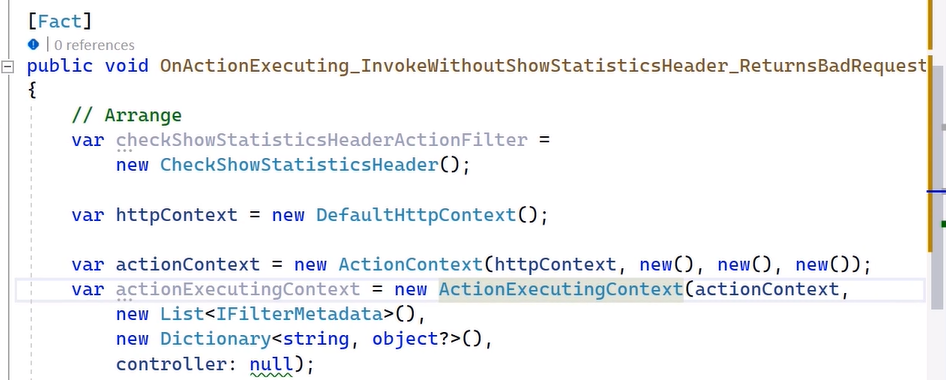 [Fact]
0 references
public void OnActionExecuting_InvokeWithoutShowStatisticsHeader_ReturnsBadRequest
{
// Arrange
var checkShowStatisticsHeaderActionFilter =
new CheckShowStatisticsHeader();
var httpContext = new DefaultHttpContext();
var actionContext = new ActionContext(httpContext, new(), new(), new());
var actionExecutingContext = new ActionExecutingContext(actionContext,
new List<IFilterMetadata>(),
new Dictionary<string, object?>(),
controller: null);